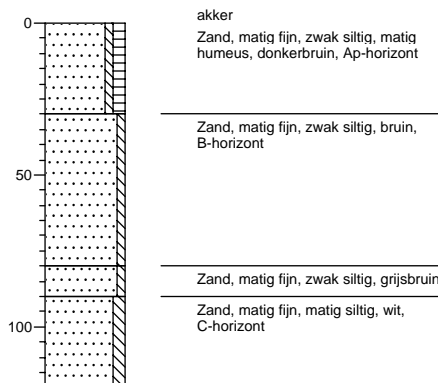 0
akker
Zand, matig fijn, zwak siltig, matig
humeus, donkerbruin, Ap-horizont
Zand, matig fijn, zwak siltig, bruin,
B-horizont
50
Zand, matig fijn, zwak siltig, grijsbruin
Zand, matig fijn, matig siltig, wit,
C-horizont
100